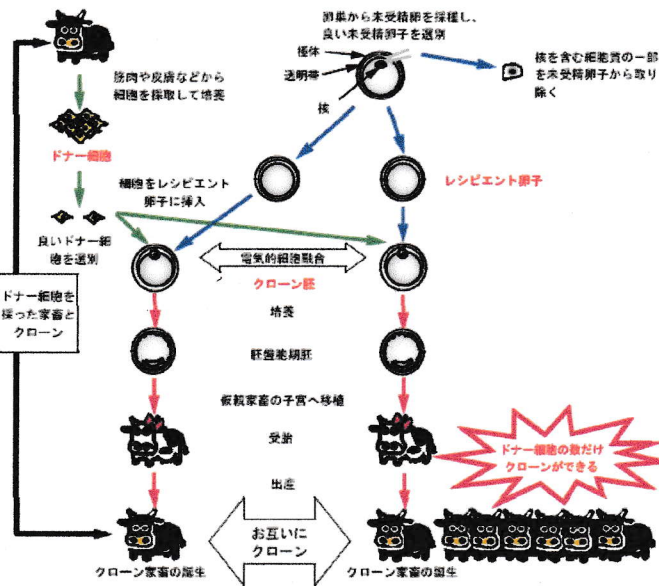 卵巣から未受精卵を採種し、
良い未受精卵子を選別
極体
透明帯
核
核を含む細胞質の一部
を未受精卵子から取り
除く
筋肉や皮膚などから
細胞を採取して培養
ドナー細胞
細胞をレシピエント
卵子に挿入
レシピエント卵子
良いドナー細
胞を選別
電気的細胞融合
クローン胚
ドナー細胞を
採った家畜と
クローン
培養
胚盤胞期胚
仮親家畜の子宮へ移植
受胎
ドナー細胞の数だけ
クローンができる
出産
お互いに
クローン
クローン家畜の誕生
クローン家畜の誕生